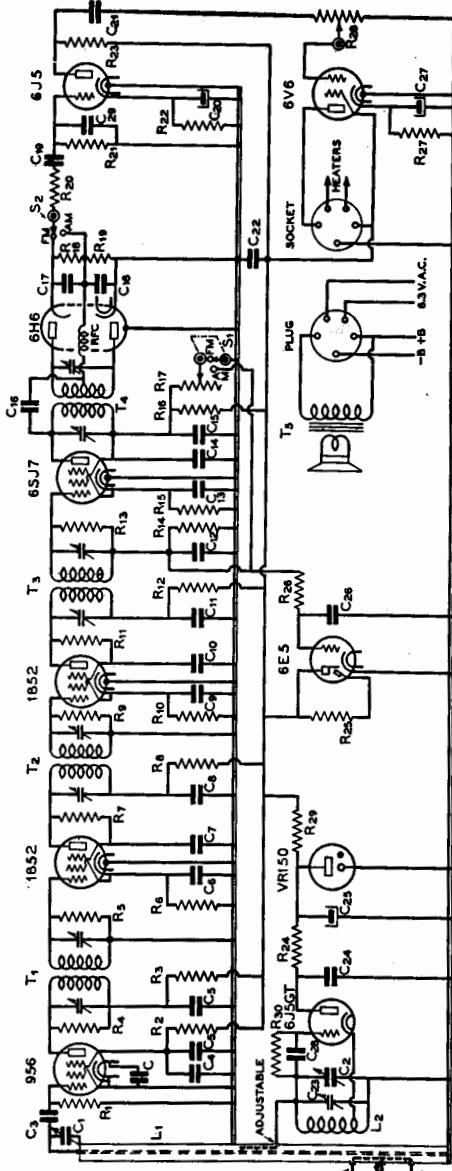 956
T1
1852
T2
1852
T3
6SJ7
T4
C16
6H6
FM
S2
AM
6J5
C21
C3
C1
R1
C
R4
R5
R7
R9
R11
R13
RFC
C17
C18
R18
R19
R20
C19
R21
C29
R22
C20
R23
C4
C5
R2
C5
R3
R6
C6
C7
C8
R8
R10
C9
C10
C11
R12
C12
R14
R15
C13
C14
C15
R16
R17
FM
S1
A
M
C22
L1
ADJUSTABLE
R30
C28
C23
C2
L2
6J5GT
C24
R24
C25
VR150
R29
R25
6E5
C26
R26
T5
PLUG
-B +B
6.3 V.A.C.
SOCKET
HEATERS
6V6
R28
R27
C27